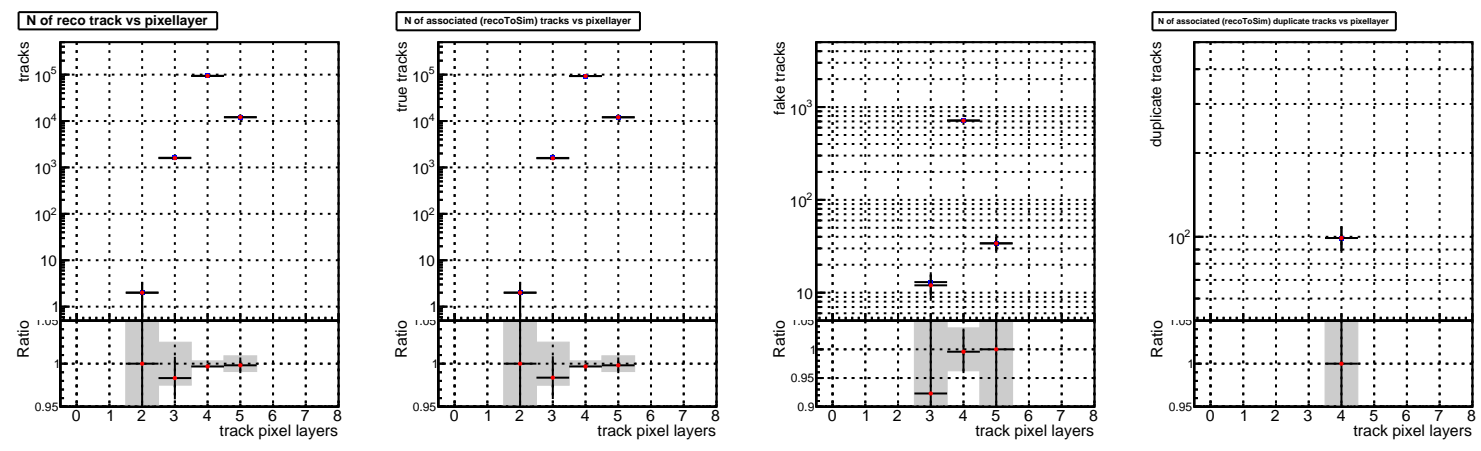 N of reco track vs pixellayer
tracks
10^5
10^4
10^3
10^2
10
1
Ratio
1.05
1
0.95
0 1 2 3 4 5 6 7 8
track pixel layers
N of associated (recoToSim) tracks vs pixellayer
true tracks
10^5
10^4
10^3
10^2
10
1
Ratio
1.05
1
0.95
0 1 2 3 4 5 6 7 8
track pixel layers
fake tracks
10^3
10^2
10
Ratio
1.05
1
0.95
0.9
0 1 2 3 4 5 6 7 8
track pixel layers
N of associated (recoToSim) duplicate tracks vs pixellayer
duplicate tracks
10^2
Ratio
1.05
1
0.95
0 1 2 3 4 5 6 7 8
track pixel layers